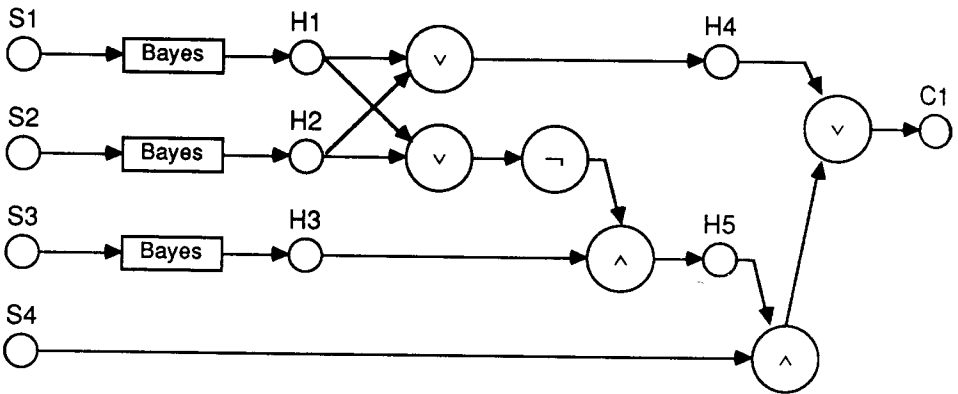 S1 Bayes H1 ∨ H4
C1
S2 Bayes H2 ∨ ¬ ∨
S3 Bayes H3 ∧ H5
S4 ∧